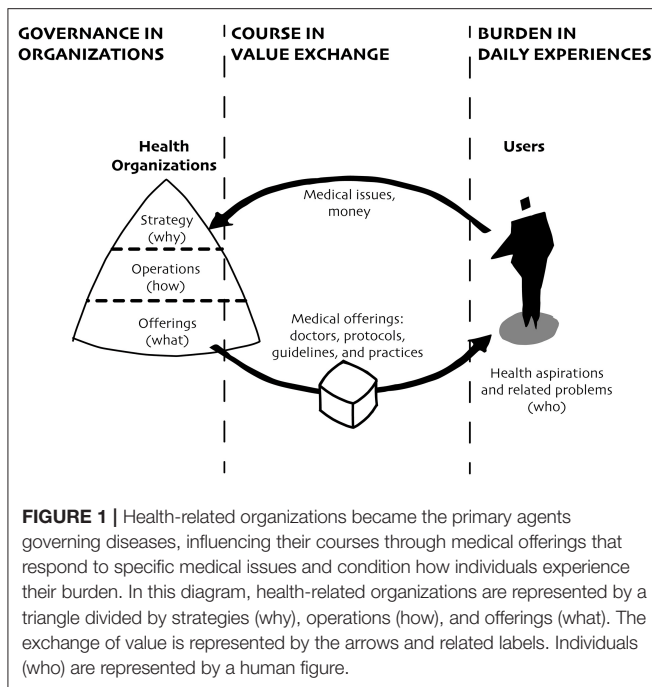 GOVERNANCE IN
ORGANIZATIONS
COURSE IN
VALUE EXCHANGE
BURDEN IN
DAILY EXPERIENCES
Health
Organizations
Users
Medical issues,
money
Strategy
(why)
Operations
(how)
Offerings
(what)
Medical offerings:
doctors, protocols,
guidelines, and practices
Health aspirations
and related problems
(who)
FIGURE 1 | Health-related organizations became the primary agents
governing diseases, influencing their courses through medical offerings that
respond to specific medical issues and condition how individuals experience
their burden. In this diagram, health-related organizations are represented by a
triangle divided by strategies (why), operations (how), and offerings (what). The
exchange of value is represented by the arrows and related labels. Individuals
(who) are represented by a human figure.